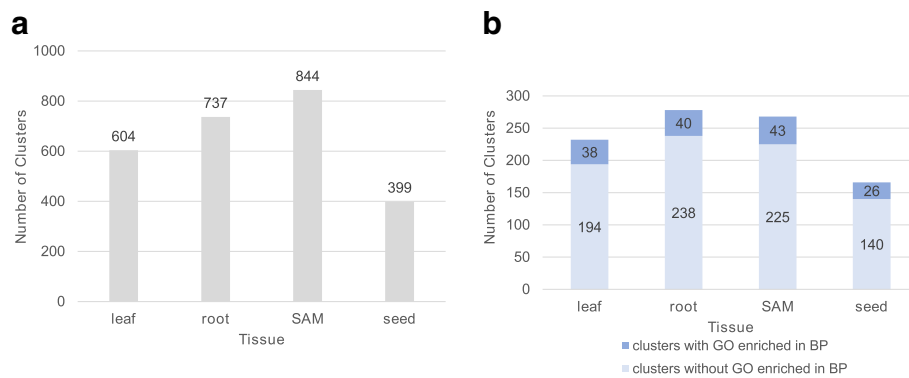 a
1000
800
600
400
200
0
Number of Clusters
604
737
844
399
leaf root SAM seed
Tissue
b
300
250
200
150
100
50
0
Number of Clusters
38
40
43
26
194
238
225
140
leaf root SAM seed
Tissue
clusters with GO enriched in BP
clusters without GO enriched in BP